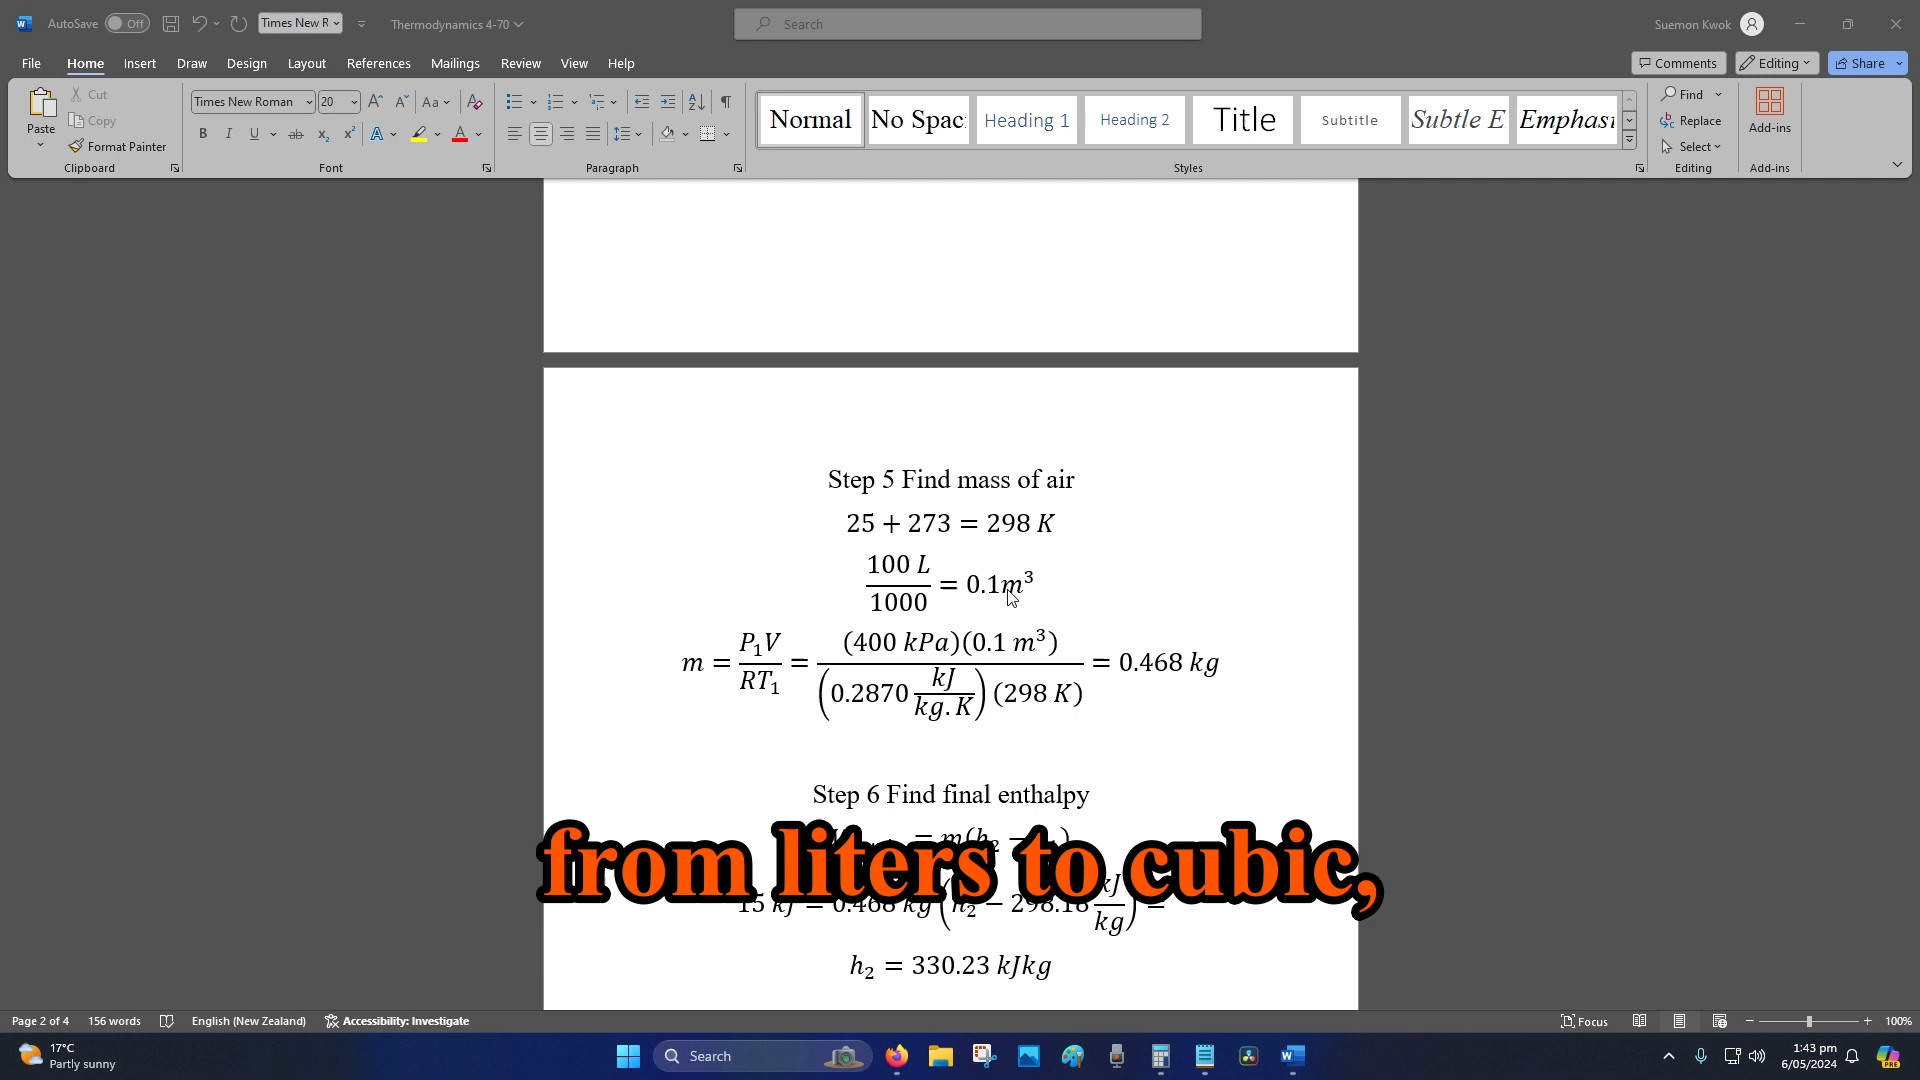 AutoSave Off Times New R Thermodynamics 4-70 Search Suemon Kwok
File Home Insert Draw Design Layout References Mailings Review View Help Comments Editing Share
Paste Cut Copy Format Painter Clipboard
Times New Roman 20 Aa B I U ab x₂ x² A A Font
Paragraph
Normal No Spac Heading 1 Heading 2 Title Subtitle Subtle E Emphasi Styles
Find Replace Select Editing
Add-ins Add-ins
Step 5 Find mass of air
25 + 273 = 298 K
100 L / 1000 = 0.1m³
m = P₁V / RT₁ = (400 kPa)(0.1 m³) / (0.2870 kJ / kg. K) (298 K) = 0.468 kg
Step 6 Find final enthalpy
= m(h₂ −
from liters to cubic,
15 kJ = 0.468 kg (h₂ − 298.18 kJ / kg) =
h₂ = 330.23 kJkg
Page 2 of 4 156 words English (New Zealand) Accessibility: Investigate Focus 100%
17°C
Partly sunny
Search
1:43 pm
6/05/2024
PRE